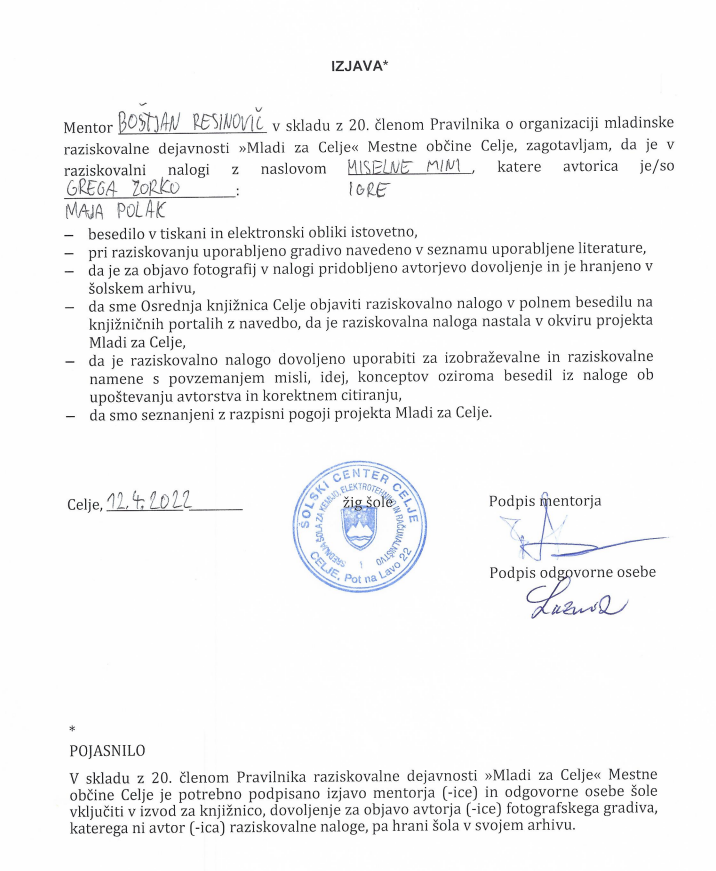 IZJAVA*
Mentor BOŠTJAN RESINOVIČ v skladu z 20. členom Pravilnika o organizaciji mladinske
raziskovalne dejavnosti »Mladi za Celje« Mestne občine Celje, zagotavljam, da je v
raziskovalni nalogi z naslovom MISELNE MINI, katere avtorica je/so
GREGA ZORKO : IGRE
MAJA POLAK
– besedilo v tiskani in elektronski obliki istovetno,
– pri raziskovanju uporabljeno gradivo navedeno v seznamu uporabljene literature,
– da je za objavo fotografij v nalogi pridobljeno avtorjevo dovoljenje in je hranjeno v
šolskem arhivu,
– da sme Osrednja knjižnica Celje objaviti raziskovalno nalogo v polnem besedilu na
knjižničnih portalih z navedbo, da je raziskovalna naloga nastala v okviru projekta
Mladi za Celje,
– da je raziskovalno nalogo dovoljeno uporabiti za izobraževalne in raziskovalne
namene s povzemanjem misli, idej, konceptov oziroma besedil iz naloge ob
upoštevanju avtorstva in korektnem citiranju,
– da smo seznanjeni z razpisni pogoji projekta Mladi za Celje.
Celje, 12.4.2022
žig šole
ŠOLSKI CENTER CELJE
SREDNJA ŠOLA ZA KEMIJO, ELEKTROTEHNIKO IN RAČUNALNIŠTVO
1
CELJE, Pot na Lavo 22
Podpis mentorja
Podpis odgovorne osebe
*
POJASNILO
V skladu z 20. členom Pravilnika raziskovalne dejavnosti »Mladi za Celje« Mestne
občine Celje je potrebno podpisano izjavo mentorja (-ice) in odgovorne osebe šole
vključiti v izvod za knjižnico, dovoljenje za objavo avtorja (-ice) fotografskega gradiva,
katerega ni avtor (-ica) raziskovalne naloge, pa hrani šola v svojem arhivu.